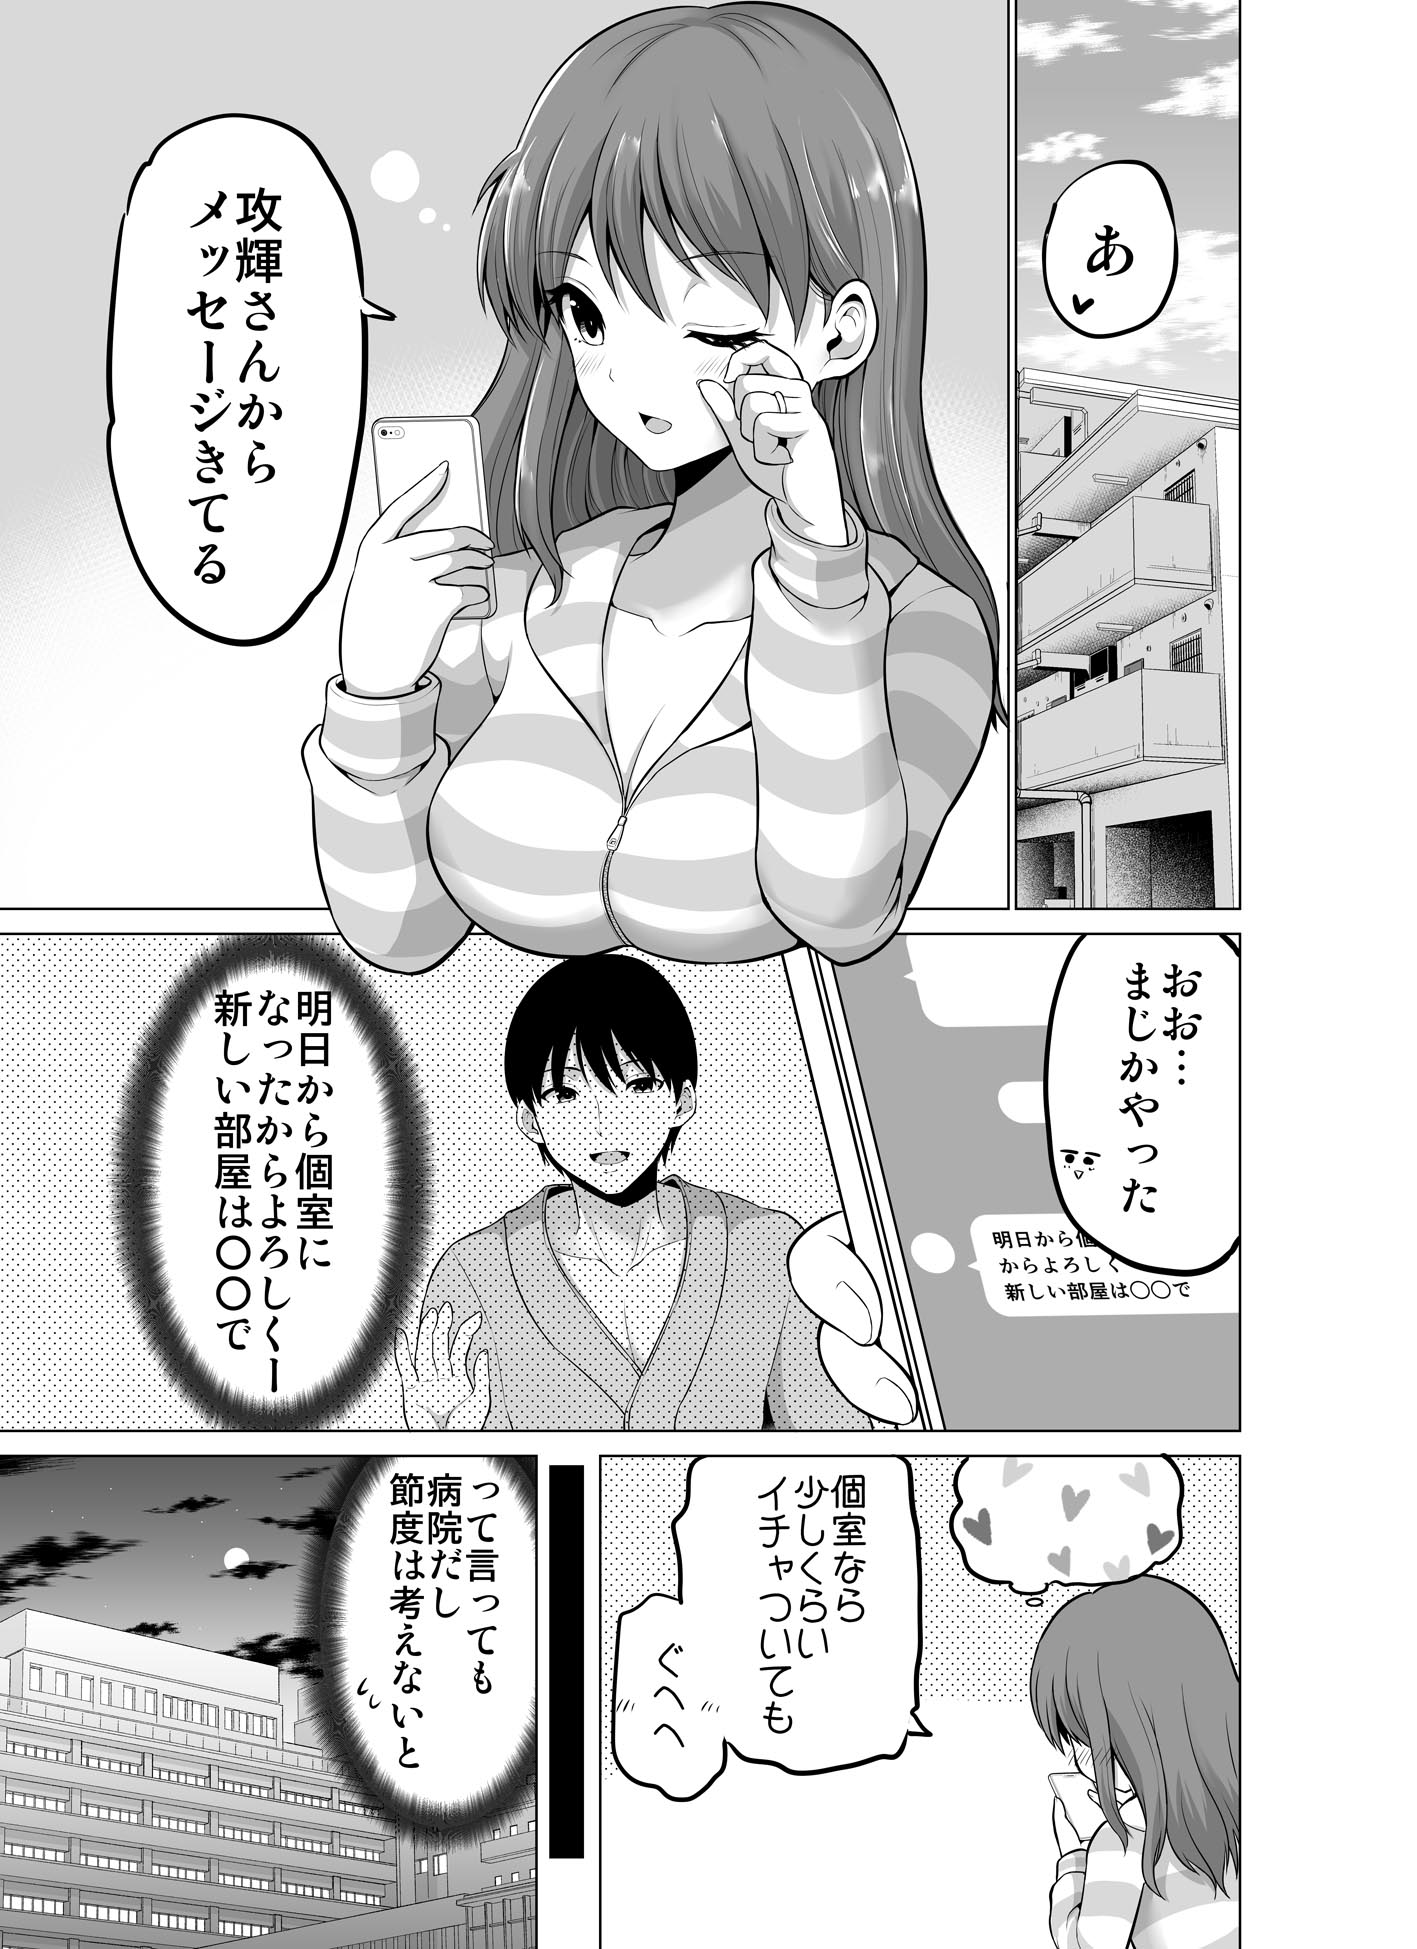 あ♥
攻輝さんから
メッセージきてる
おお…
まじかやった
明日から個
からよろしく
新しい部屋は〇〇で
明日から個室に
なったからよろしくー
新しい部屋は〇〇で
個室なら
少しくらい
イチャついても
ぐへへ
って言っても
病院だし
節度は考えないと